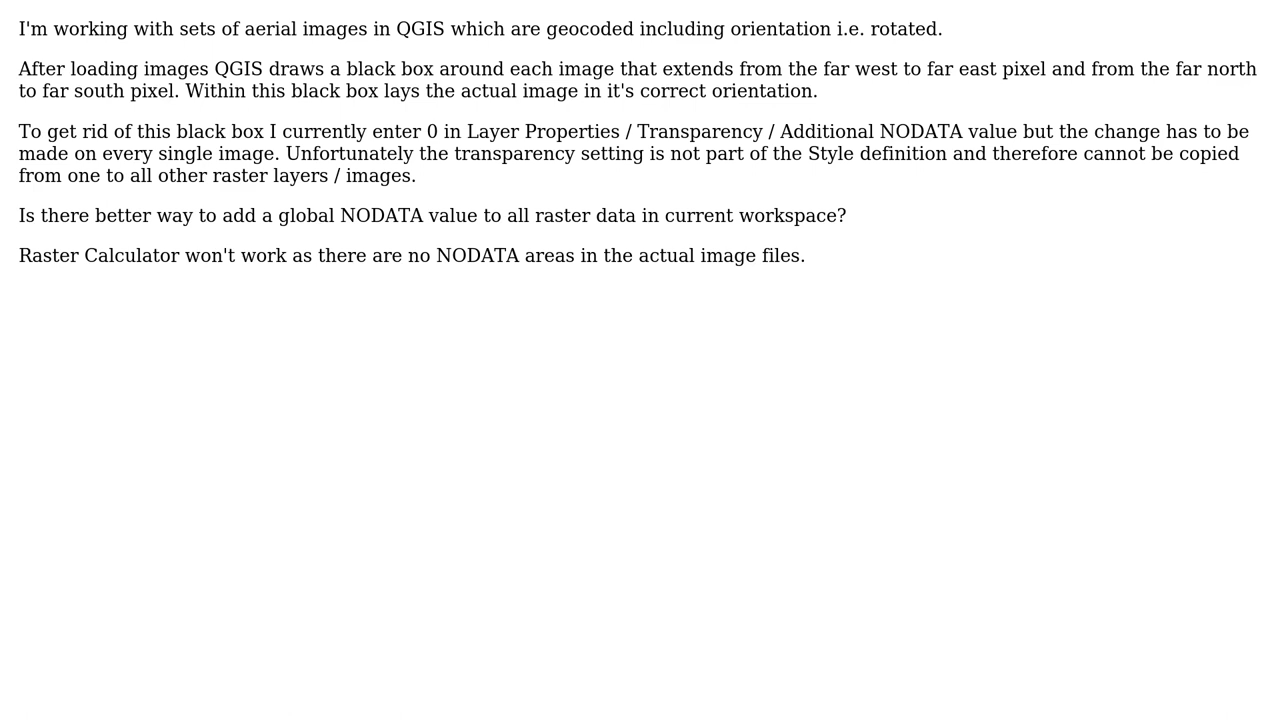 I'm working with sets of aerial images in QGIS which are geocoded including orientation i.e. rotated.
After loading images QGIS draws a black box around each image that extends from the far west to far east pixel and from the far north
to far south pixel. Within this black box lays the actual image in it's correct orientation.
To get rid of this black box I currently enter 0 in Layer Properties / Transparency / Additional NODATA value but the change has to be
made on every single image. Unfortunately the transparency setting is not part of the Style definition and therefore cannot be copied
from one to all other raster layers / images.
Is there better way to add a global NODATA value to all raster data in current workspace?
Raster Calculator won't work as there are no NODATA areas in the actual image files.